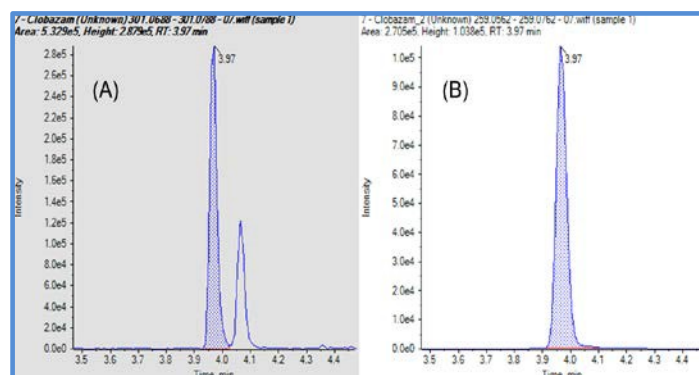 7 - Clobazam (Unknown) 301.0688 - 301.0788 - 07.wiff (sample 1)
Area: 5.329e5, Height: 2.879e5, RT: 3.97 min
(A)
3.97
2.8e5
2.6e5
2.4e5
2.2e5
2.0e5
1.8e5
1.6e5
1.4e5
1.2e5
1.0e5
8.0e4
6.0e4
4.0e4
2.0e4
0.0e0
Intensity
3.5 3.6 3.7 3.8 3.9 4.0 4.1 4.2 4.3 4.4
Time, min
7 - Clobazam_2 (Unknown) 259.0562 - 259.0762 - 07.wiff (sample 1)
Area: 2.705e5, Height: 1.038e5, RT: 3.97 min
(B)
3.97
1.0e5
9.0e4
8.0e4
7.0e4
6.0e4
5.0e4
4.0e4
3.0e4
2.0e4
1.0e4
0.0e0
Intensity
3.5 3.6 3.7 3.8 3.9 4.0 4.1 4.2 4.3 4.4
Time, min